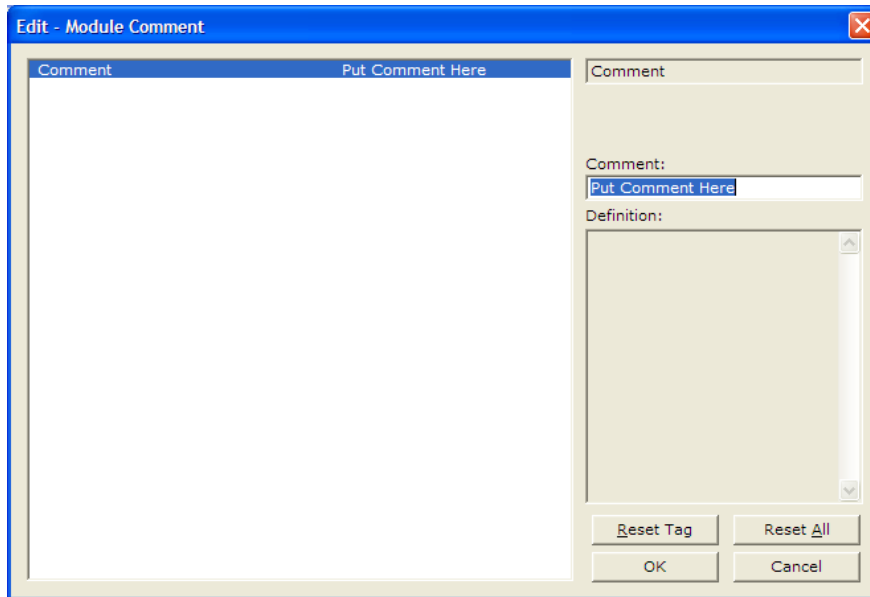 Edit - Module Comment
Comment Put Comment Here
Comment
Comment:
Put Comment Here
Definition:
Reset Tag Reset All
OK Cancel